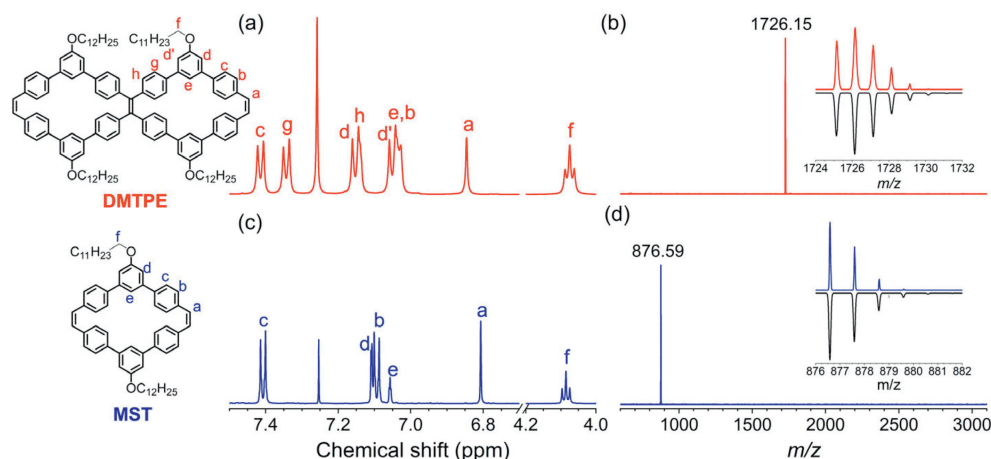 (a)
f
C₁₁H₂₃
O
OC₁₂H₂₅
d'
d
g
h
e
c
b
a
OC₁₂H₂₅
OC₁₂H₂₅
DMTPE
c
g
d
h
d'
e,b
a
f
(b)
1726.15
1724 1726 1728 1730 1732
m/z
(c)
f
C₁₁H₂₃
O
d
c
b
e
a
OC₁₂H₂₅
MST
c
d
b
e
a
f
7.4 7.2 7.0 6.8 4.2 4.0
Chemical shift (ppm)
(d)
876.59
876 877 878 879 880 881 882
m/z
1000 1500 2000 2500 3000
m/z